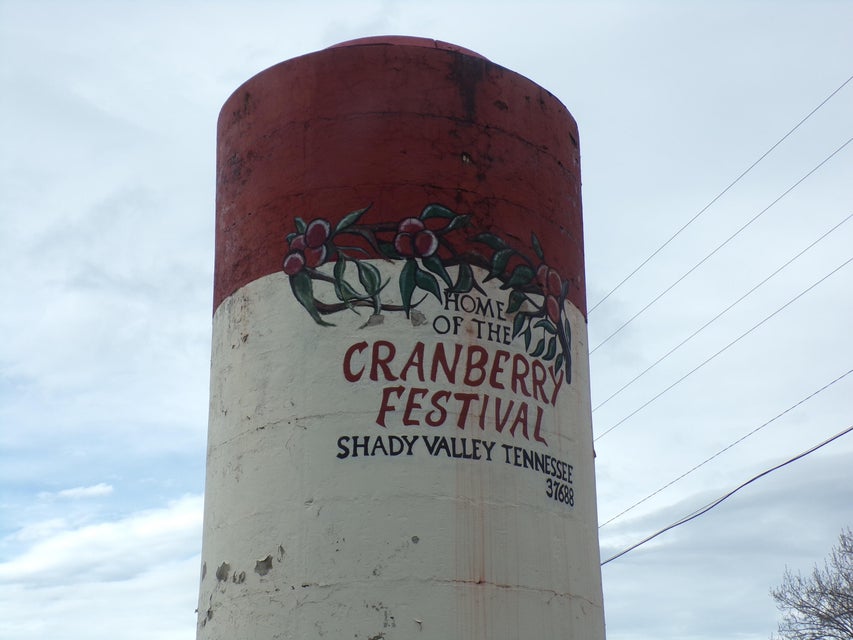 HOME
OF THE
CRANBERRY
FESTIVAL
SHADY VALLEY TENNESSEE
37688